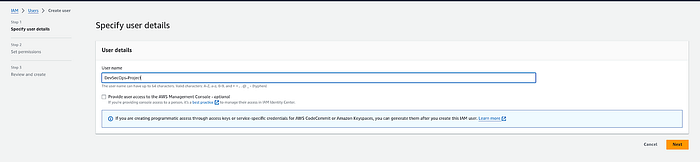 IAM > Users > Create user
Step 1
Specify user details
Step 2
Set permissions
Step 3
Review and create
Specify user details
User details
User name
DevSecOps-Project
The user name can have up to 64 characters. Valid characters: A-Z, a-z, 0-9, and + = , . @ _ - (hyphen)
Provide user access to the AWS Management Console - optional
If you're providing console access to a person, it's a best practice to manage their access in IAM Identity Center.
If you are creating programmatic access through access keys or service-specific credentials for AWS CodeCommit or Amazon Keyspaces, you can generate them after you create this IAM user. Learn more
Cancel
Next